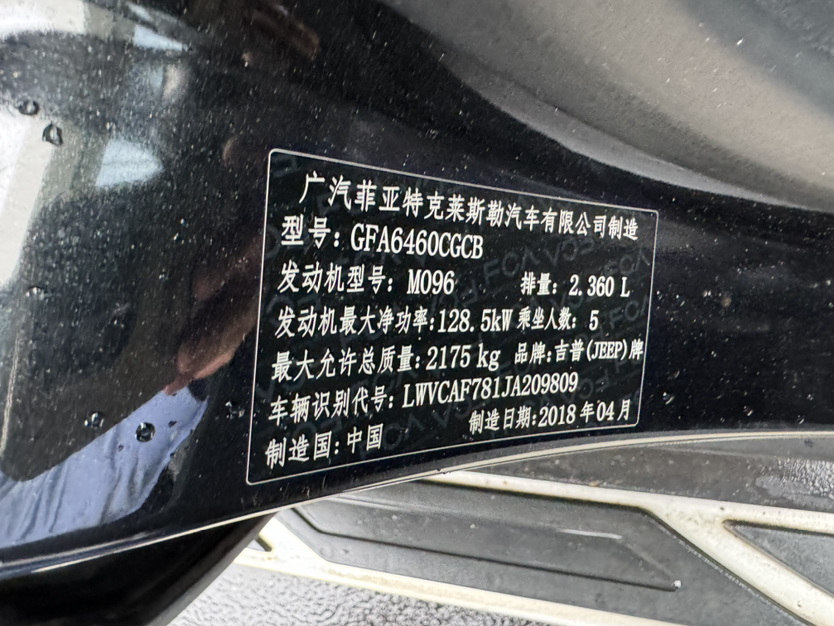 广汽菲亚特克莱斯勒汽车有限公司制造
型号：GFA6460CGCB
发动机型号：M096 排量：2.360 L
发动机最大净功率：128.5kW 乘坐人数：5
最大允许总质量：2175 kg 品牌：吉普(JEEP)牌
车辆识别代号：LWVCAF781JA209809
制造国：中国 制造日期：2018年04月